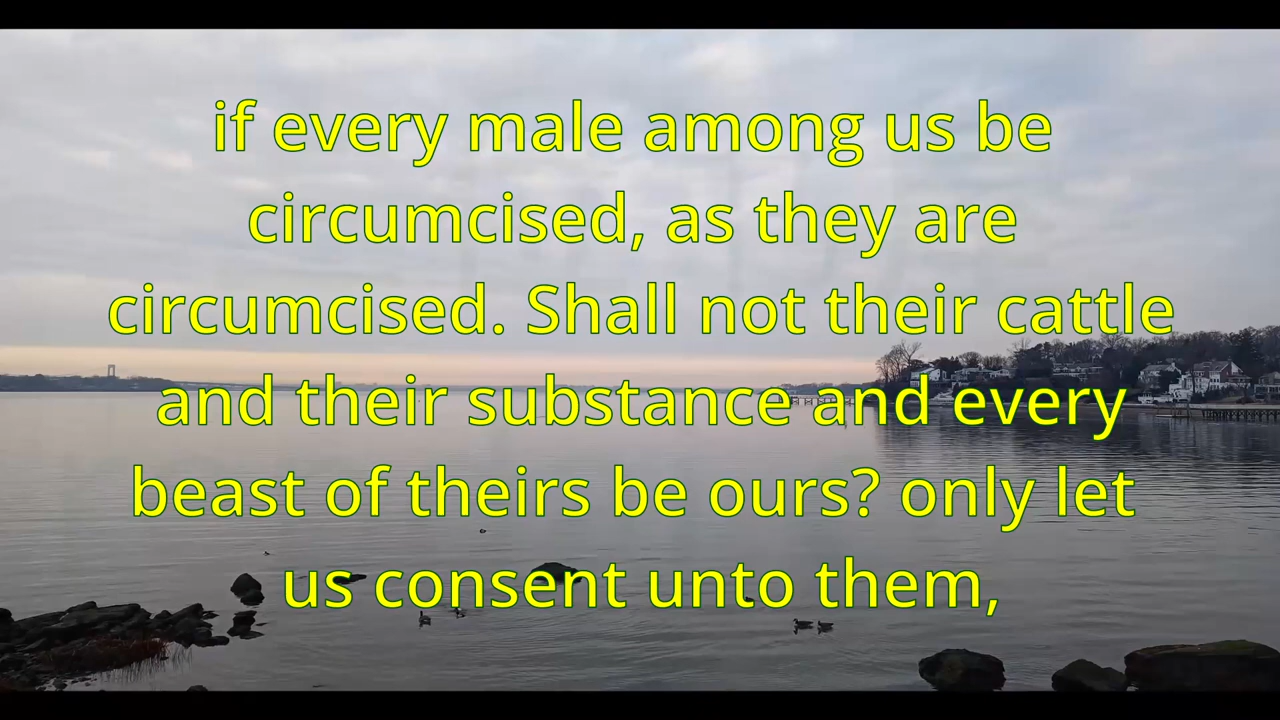 if every male among us be
circumcised, as they are
circumcised. Shall not their cattle
and their substance and every
beast of theirs be ours? only let
us consent unto them,